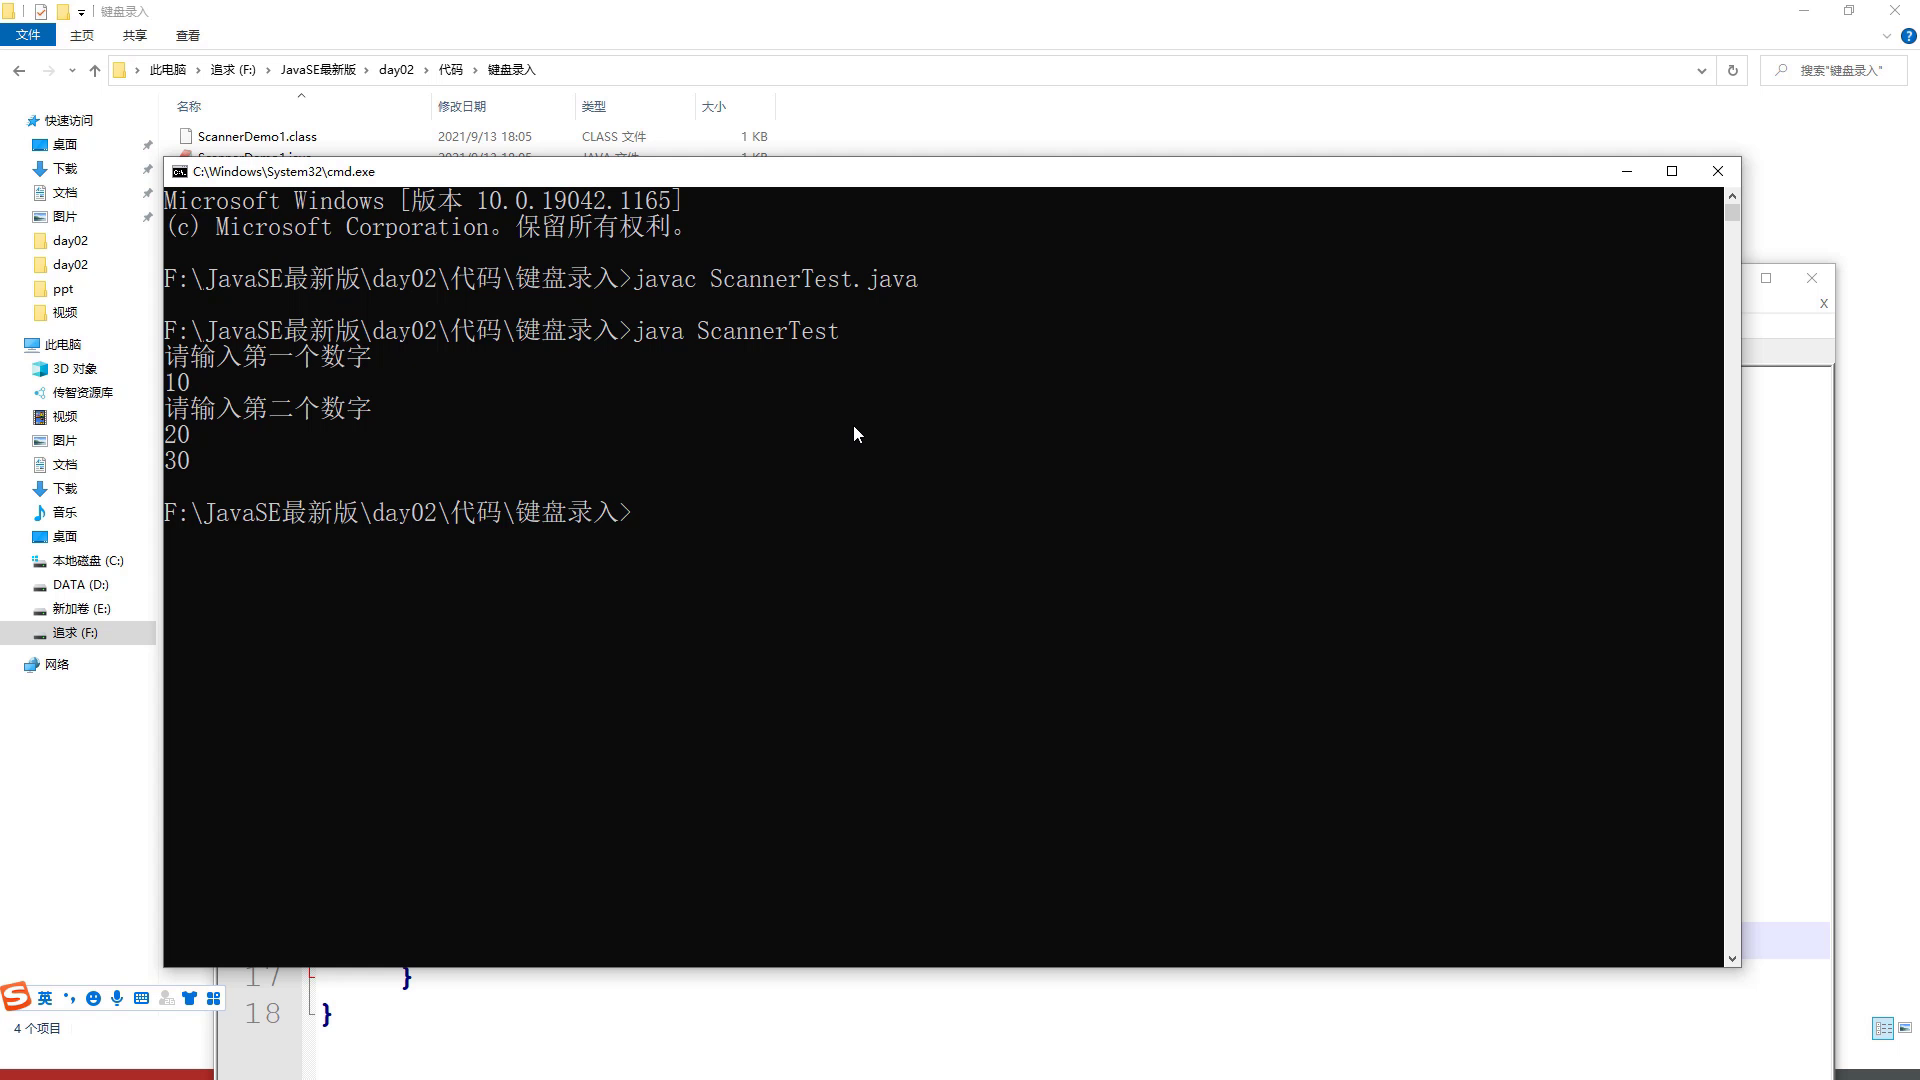 键盘录入
文件 主页 共享 查看
此电脑 › 追求 (F:) › JavaSE最新版 › day02 › 代码 › 键盘录入
搜索"键盘录入"
名称 修改日期 类型 大小
ScannerDemo1.class 2021/9/13 18:05 CLASS 文件 1 KB
快速访问
桌面
下载
文档
图片
day02
day02
ppt
视频
此电脑
3D 对象
传智资源库
视频
图片
文档
下载
音乐
桌面
本地磁盘 (C:)
DATA (D:)
新加卷 (E:)
追求 (F:)
网络
C:\Windows\System32\cmd.exe
Microsoft Windows [版本 10.0.19042.1165]
(c) Microsoft Corporation。保留所有权利。
F:\JavaSE最新版\day02\代码\键盘录入>javac ScannerTest.java
F:\JavaSE最新版\day02\代码\键盘录入>java ScannerTest
请输入第一个数字
10
请输入第二个数字
20
30
F:\JavaSE最新版\day02\代码\键盘录入>
17 }
18 }
英
4 个项目